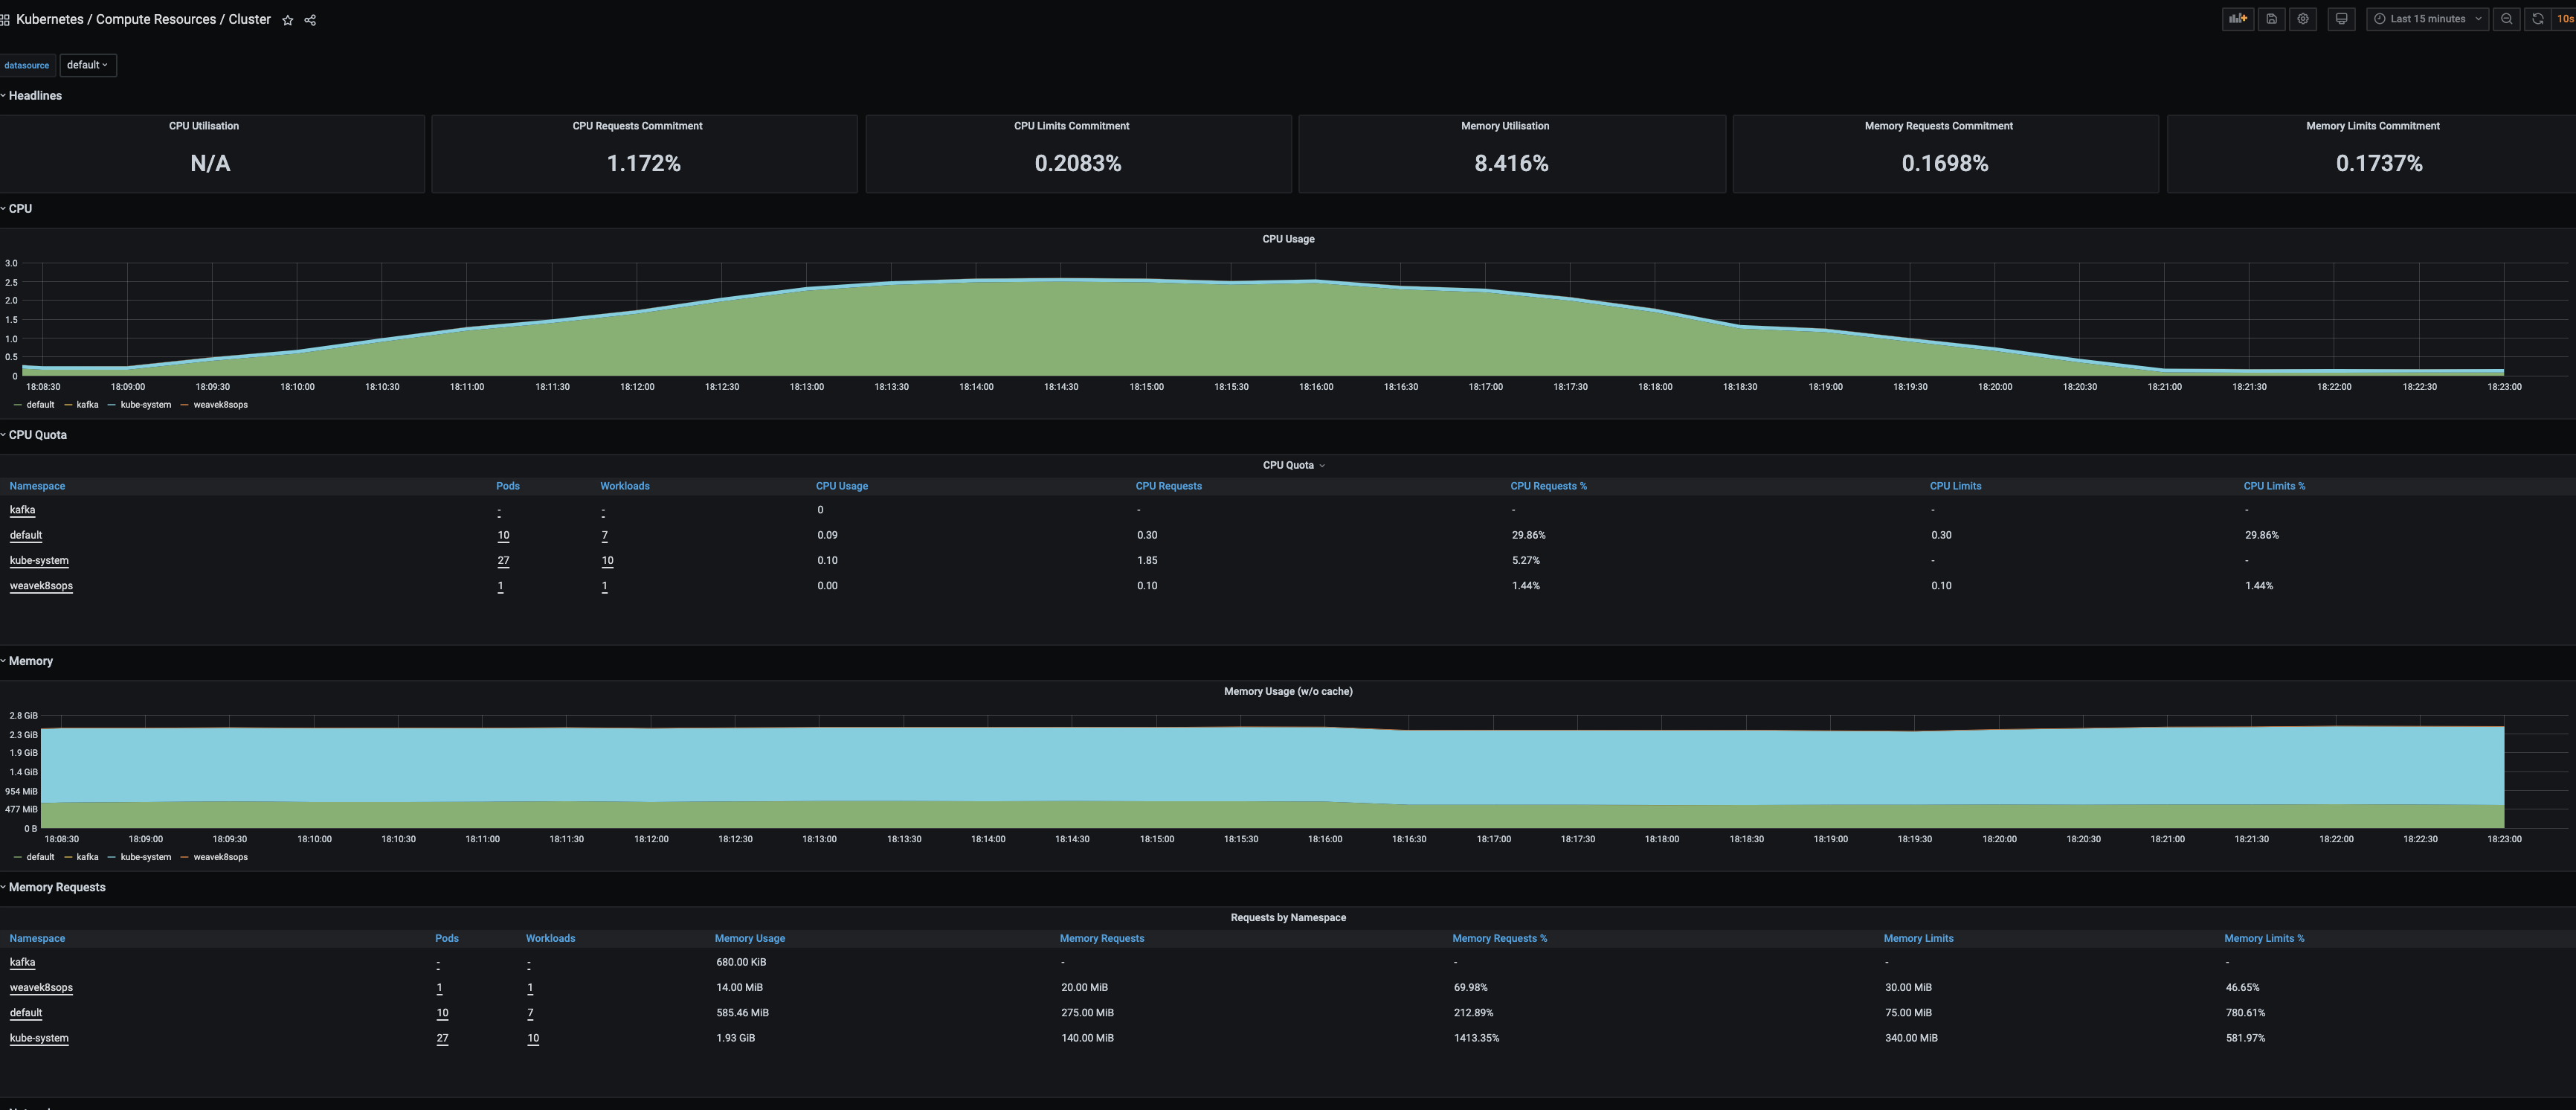 Kubernetes / Compute Resources / Cluster
Last 15 minutes 10s
datasource default
Headlines
CPU Utilisation CPU Requests Commitment CPU Limits Commitment Memory Utilisation Memory Requests Commitment Memory Limits Commitment
N/A 1.172% 0.2083% 8.416% 0.1698% 0.1737%
CPU
CPU Usage
3.0
2.5
2.0
1.5
1.0
0.5
0
18:08:30 18:09:00 18:09:30 18:10:00 18:10:30 18:11:00 18:11:30 18:12:00 18:12:30 18:13:00 18:13:30 18:14:00 18:14:30 18:15:00 18:15:30 18:16:00 18:16:30 18:17:00 18:17:30 18:18:00 18:18:30 18:19:00 18:19:30 18:20:00 18:20:30 18:21:00 18:21:30 18:22:00 18:22:30 18:23:00
default kafka kube-system weavek8sops
CPU Quota
CPU Quota
Namespace Pods Workloads CPU Usage CPU Requests CPU Requests % CPU Limits CPU Limits %
kafka - - 0 - - - -
default 10 7 0.09 0.30 29.86% 0.30 29.86%
kube-system 27 10 0.10 1.85 5.27% - -
weavek8sops 1 1 0.00 0.10 1.44% 0.10 1.44%
Memory
Memory Usage (w/o cache)
2.8 GiB
2.3 GiB
1.9 GiB
1.4 GiB
954 MiB
477 MiB
0 B
18:08:30 18:09:00 18:09:30 18:10:00 18:10:30 18:11:00 18:11:30 18:12:00 18:12:30 18:13:00 18:13:30 18:14:00 18:14:30 18:15:00 18:15:30 18:16:00 18:16:30 18:17:00 18:17:30 18:18:00 18:18:30 18:19:00 18:19:30 18:20:00 18:20:30 18:21:00 18:21:30 18:22:00 18:22:30 18:23:00
default kafka kube-system weavek8sops
Memory Requests
Requests by Namespace
Namespace Pods Workloads Memory Usage Memory Requests Memory Requests % Memory Limits Memory Limits %
kafka - - 680.00 KiB - - - -
weavek8sops 1 1 14.00 MiB 20.00 MiB 69.98% 30.00 MiB 46.65%
default 10 7 585.46 MiB 275.00 MiB 212.89% 75.00 MiB 780.61%
kube-system 27 10 1.93 GiB 140.00 MiB 1413.35% 340.00 MiB 581.97%